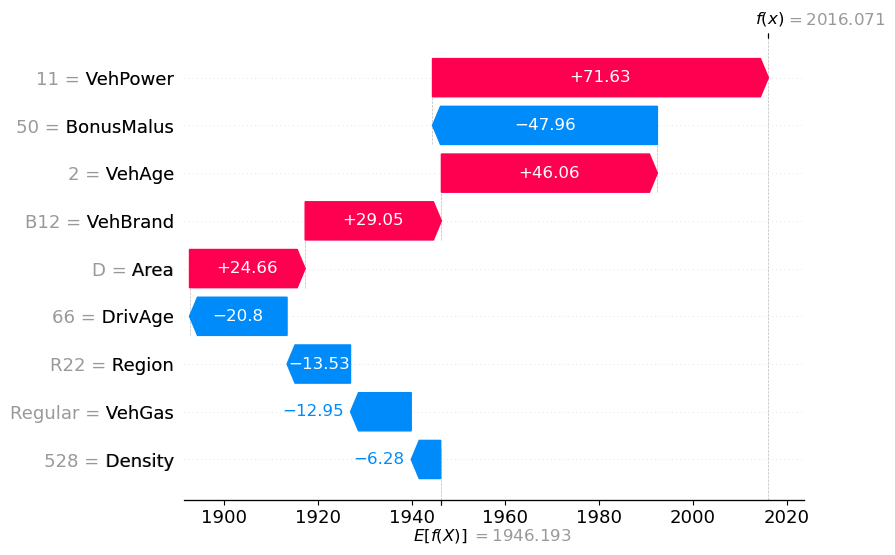 f(x) = 2016.071
11 = VehPower +71.63
50 = BonusMalus −47.96
2 = VehAge +46.06
B12 = VehBrand +29.05
D = Area +24.66
66 = DrivAge −20.8
R22 = Region −13.53
Regular = VehGas −12.95
528 = Density −6.28
1900 1920 1940 1960 1980 2000 2020
E[f(X)] = 1946.193